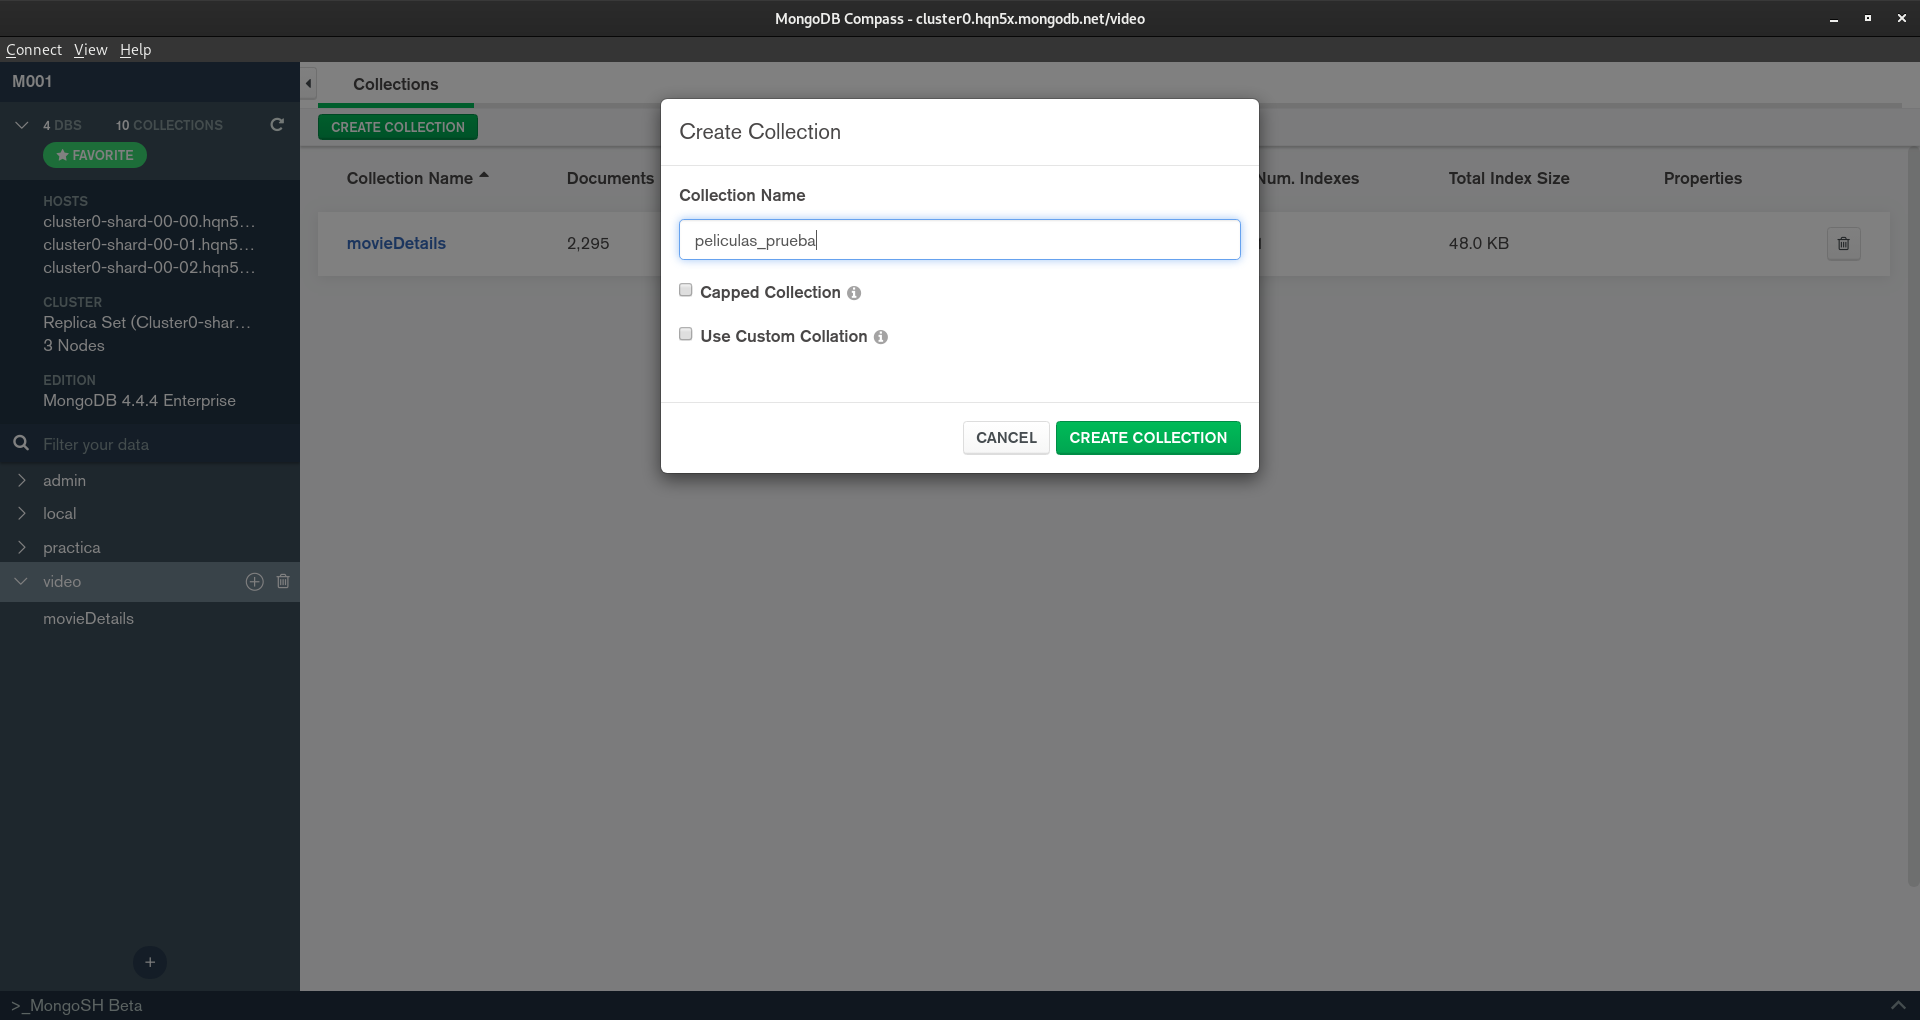 MongoDB Compass - cluster0.hqn5x.mongodb.net/video
Connect View Help
M001
4 DBS 10 COLLECTIONS
FAVORITE
HOSTS
cluster0-shard-00-00.hqn5...
cluster0-shard-00-01.hqn5...
cluster0-shard-00-02.hqn5...
CLUSTER
Replica Set (Cluster0-shar...
3 Nodes
EDITION
MongoDB 4.4.4 Enterprise
Filter your data
admin
local
practica
video
movieDetails
>_MongoSH Beta
Collections
CREATE COLLECTION
Collection Name Documents Num. Indexes Total Index Size Properties
movieDetails 2,295 48.0 KB
Create Collection
Collection Name
peliculas_prueba
Capped Collection
Use Custom Collation
CANCEL CREATE COLLECTION